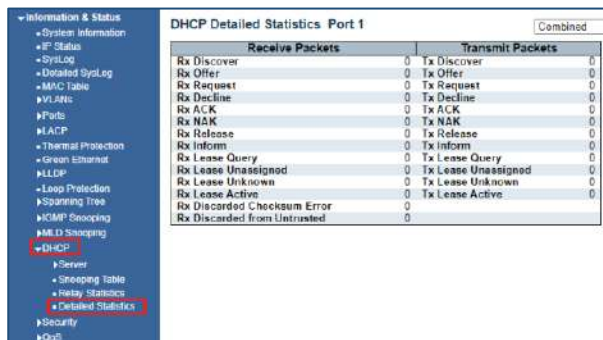 Information & Status
System Information
IP Status
SysLog
Detailed SysLog
MAC Table
VLANs
Ports
LACP
Thermal Protection
Green Ethernet
LLDP
Loop Protection
Spanning Tree
IGMP Snooping
MLD Snooping
DHCP
Server
Snooping Table
Relay Statistics
Detailed Statistics
Security
QoS
DHCP Detailed Statistics Port 1
Combined
Receive Packets Transmit Packets
Rx Discover 0 Tx Discover 0
Rx Offer 0 Tx Offer 0
Rx Request 0 Tx Request 0
Rx Decline 0 Tx Decline 0
Rx ACK 0 Tx ACK 0
Rx NAK 0 Tx NAK 0
Rx Release 0 Tx Release 0
Rx Inform 0 Tx Inform 0
Rx Lease Query 0 Tx Lease Query 0
Rx Lease Unassigned 0 Tx Lease Unassigned 0
Rx Lease Unknown 0 Tx Lease Unknown 0
Rx Lease Active 0 Tx Lease Active 0
Rx Discarded Checksum Error 0
Rx Discarded from Untrusted 0